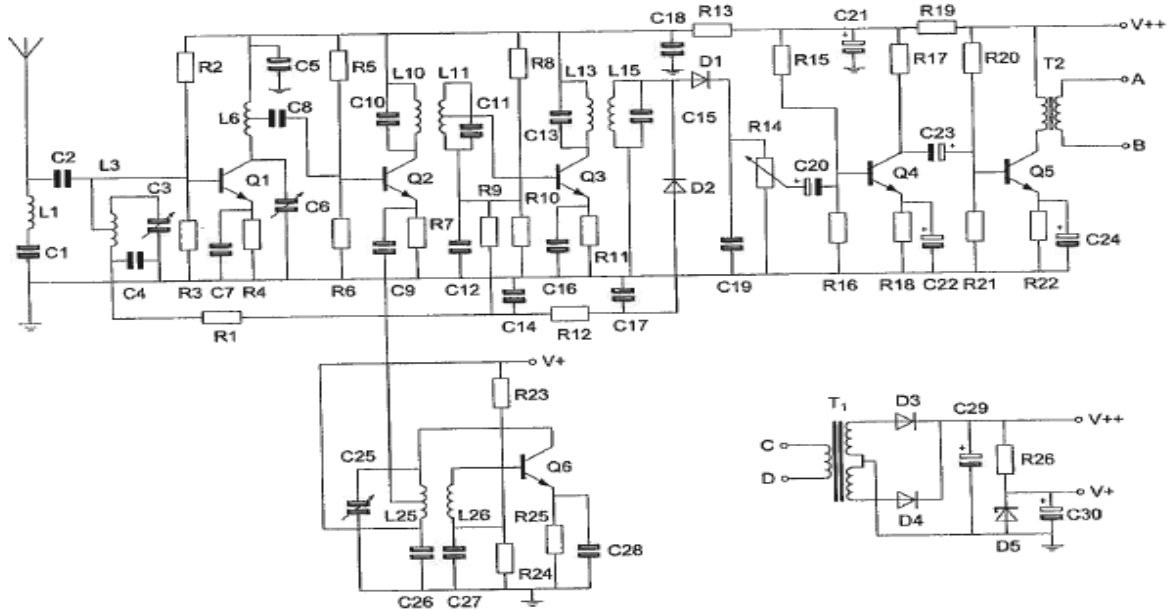 C18 R13 C21 R19
V++
R2 C5 R5 L10 L11 R8 L13 L15 D1 R15 R17 R20 T2
A
L6 C8 C10 C11 C13 C15 R14 C23
B
C2 L3 Q1 Q2 Q3 C20 Q4 Q5
C3 C6 R9 D2
L1 R7 R10
C1 R11 C24
C4 R3 C7 R4 R6 C9 C12 C16 C19 R16 R18 C22 R21 R22
R1 C14 R12 C17
V+
R23
T1 D3 C29 V++
C25 Q6 C
R26
D
L25 L26 R25 D4 V+
C30
R24 C28 D5
C26 C27